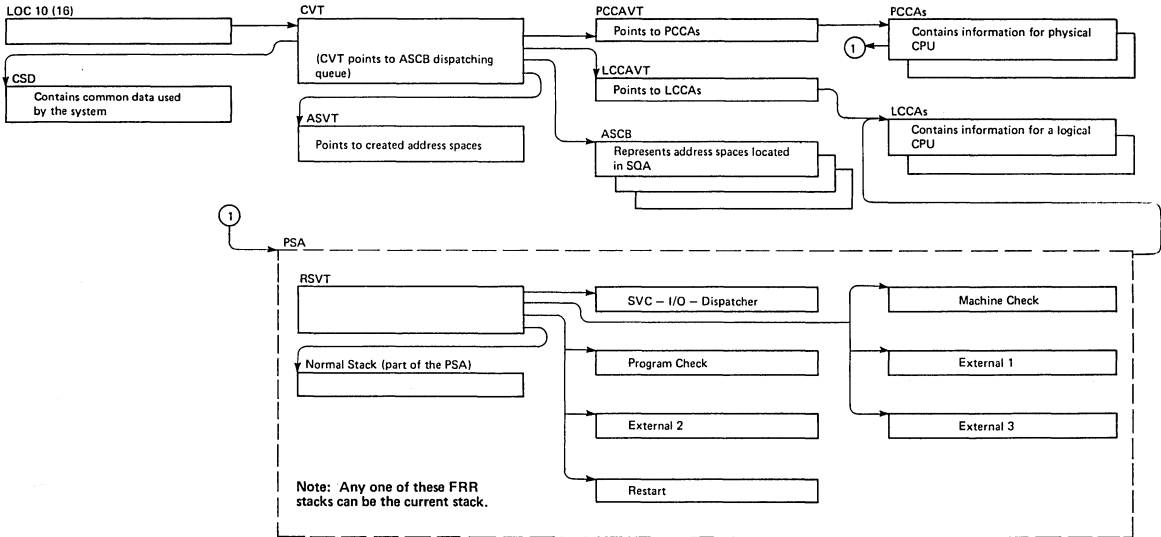 LOC 10 (16)
CVT
(CVT points to ASCB dispatching
queue)
PCCAVT
Points to PCCAs
PCCAs
Contains information for physical
CPU
1
CSD
Contains common data used
by the system
LCCAVT
Points to LCCAs
ASVT
Points to created address spaces
ASCB
Represents address spaces located
in SQA
LCCAs
Contains information for a logical
CPU
1
PSA
RSVT
SVC – I/O – Dispatcher
Machine Check
Normal Stack (part of the PSA)
Program Check
External 1
External 2
External 3
Restart
Note: Any one of these FRR
stacks can be the current stack.